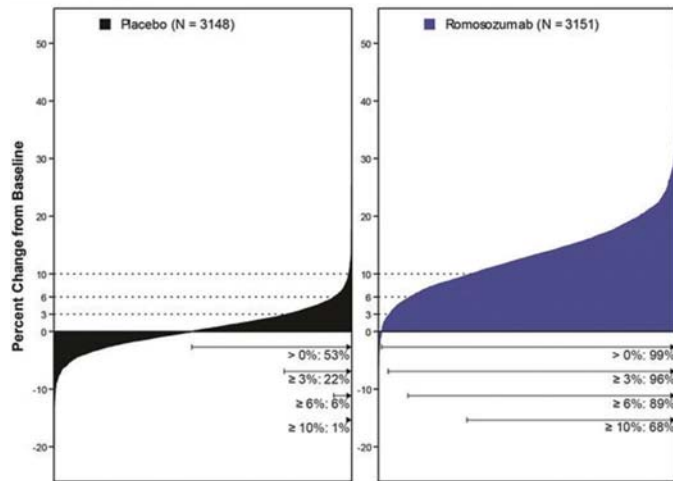 Placebo (N = 3148)
Romosozumab (N = 3151)
Percent Change from Baseline
50
50
40
40
30
30
20
20
10
10
6
6
3
3
0
0
> 0%: 53%
> 0%: 99%
≥ 3%: 22%
≥ 3%: 96%
-10
-10
≥ 6%: 6%
≥ 6%: 89%
≥ 10%: 1%
≥ 10%: 68%
-20
-20